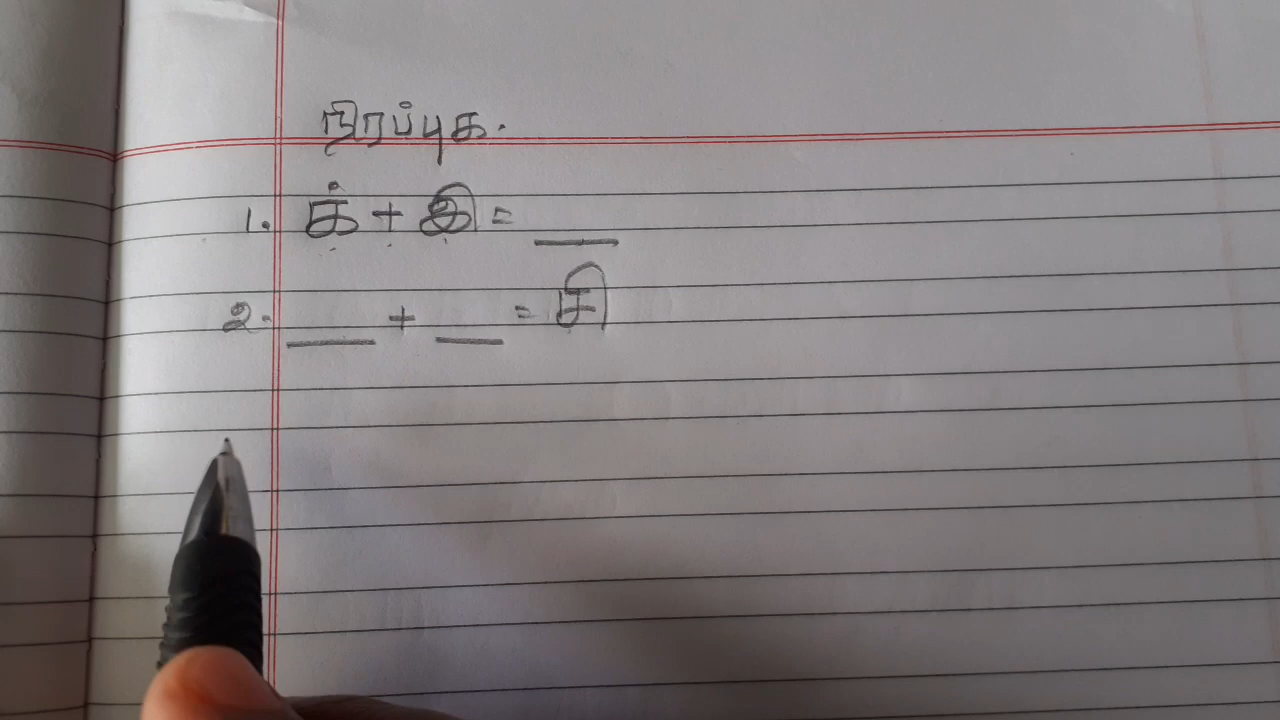 நிரப்புக.
1. க் + இ = ___
2. ___ + ___ = சி